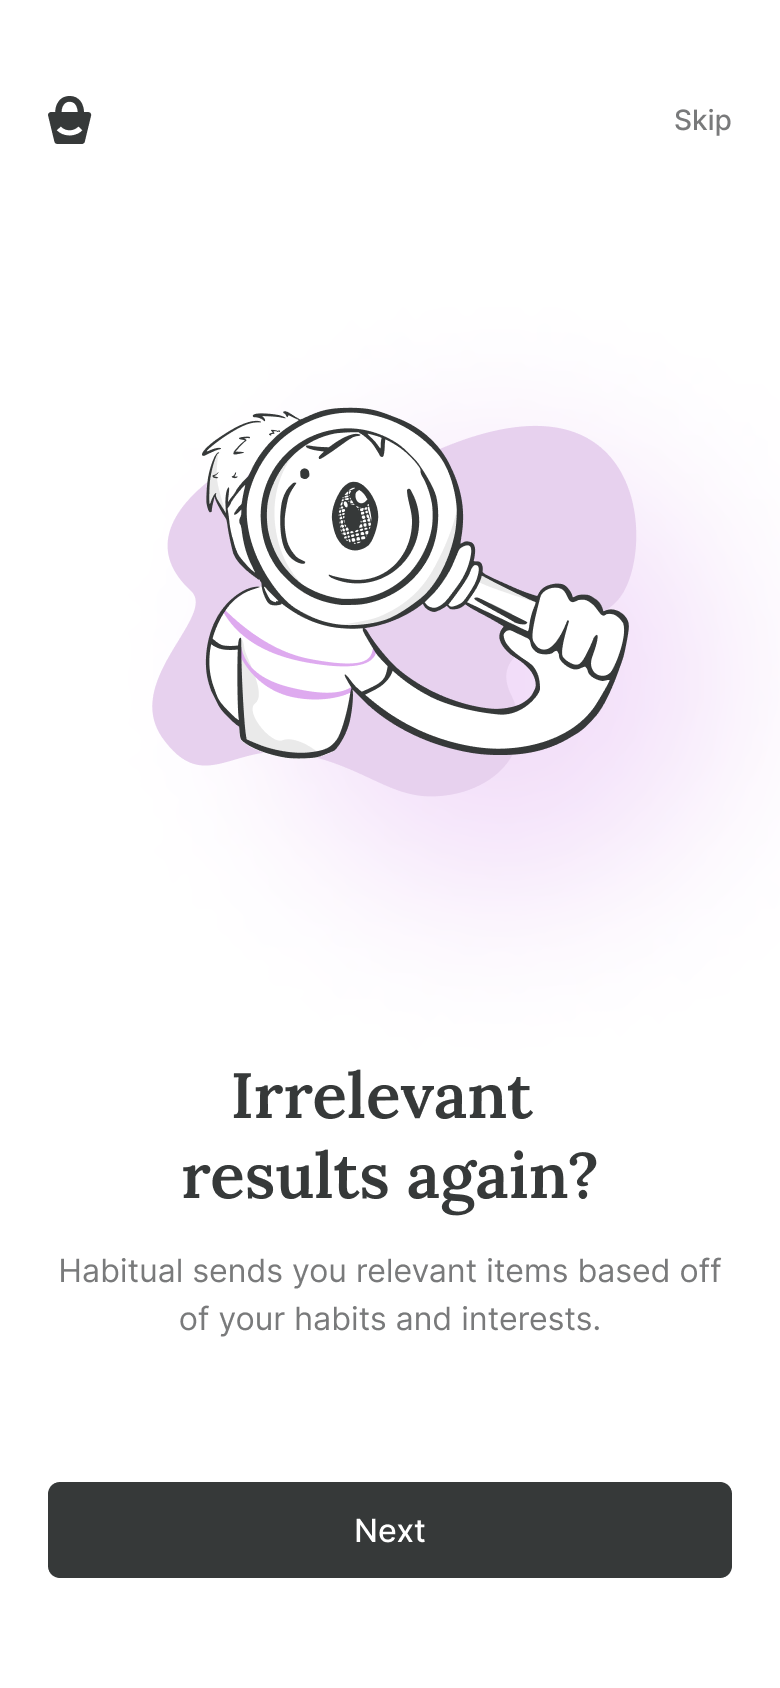 Skip
Irrelevant
results again?
Habitual sends you relevant items based off
of your habits and interests.
Next